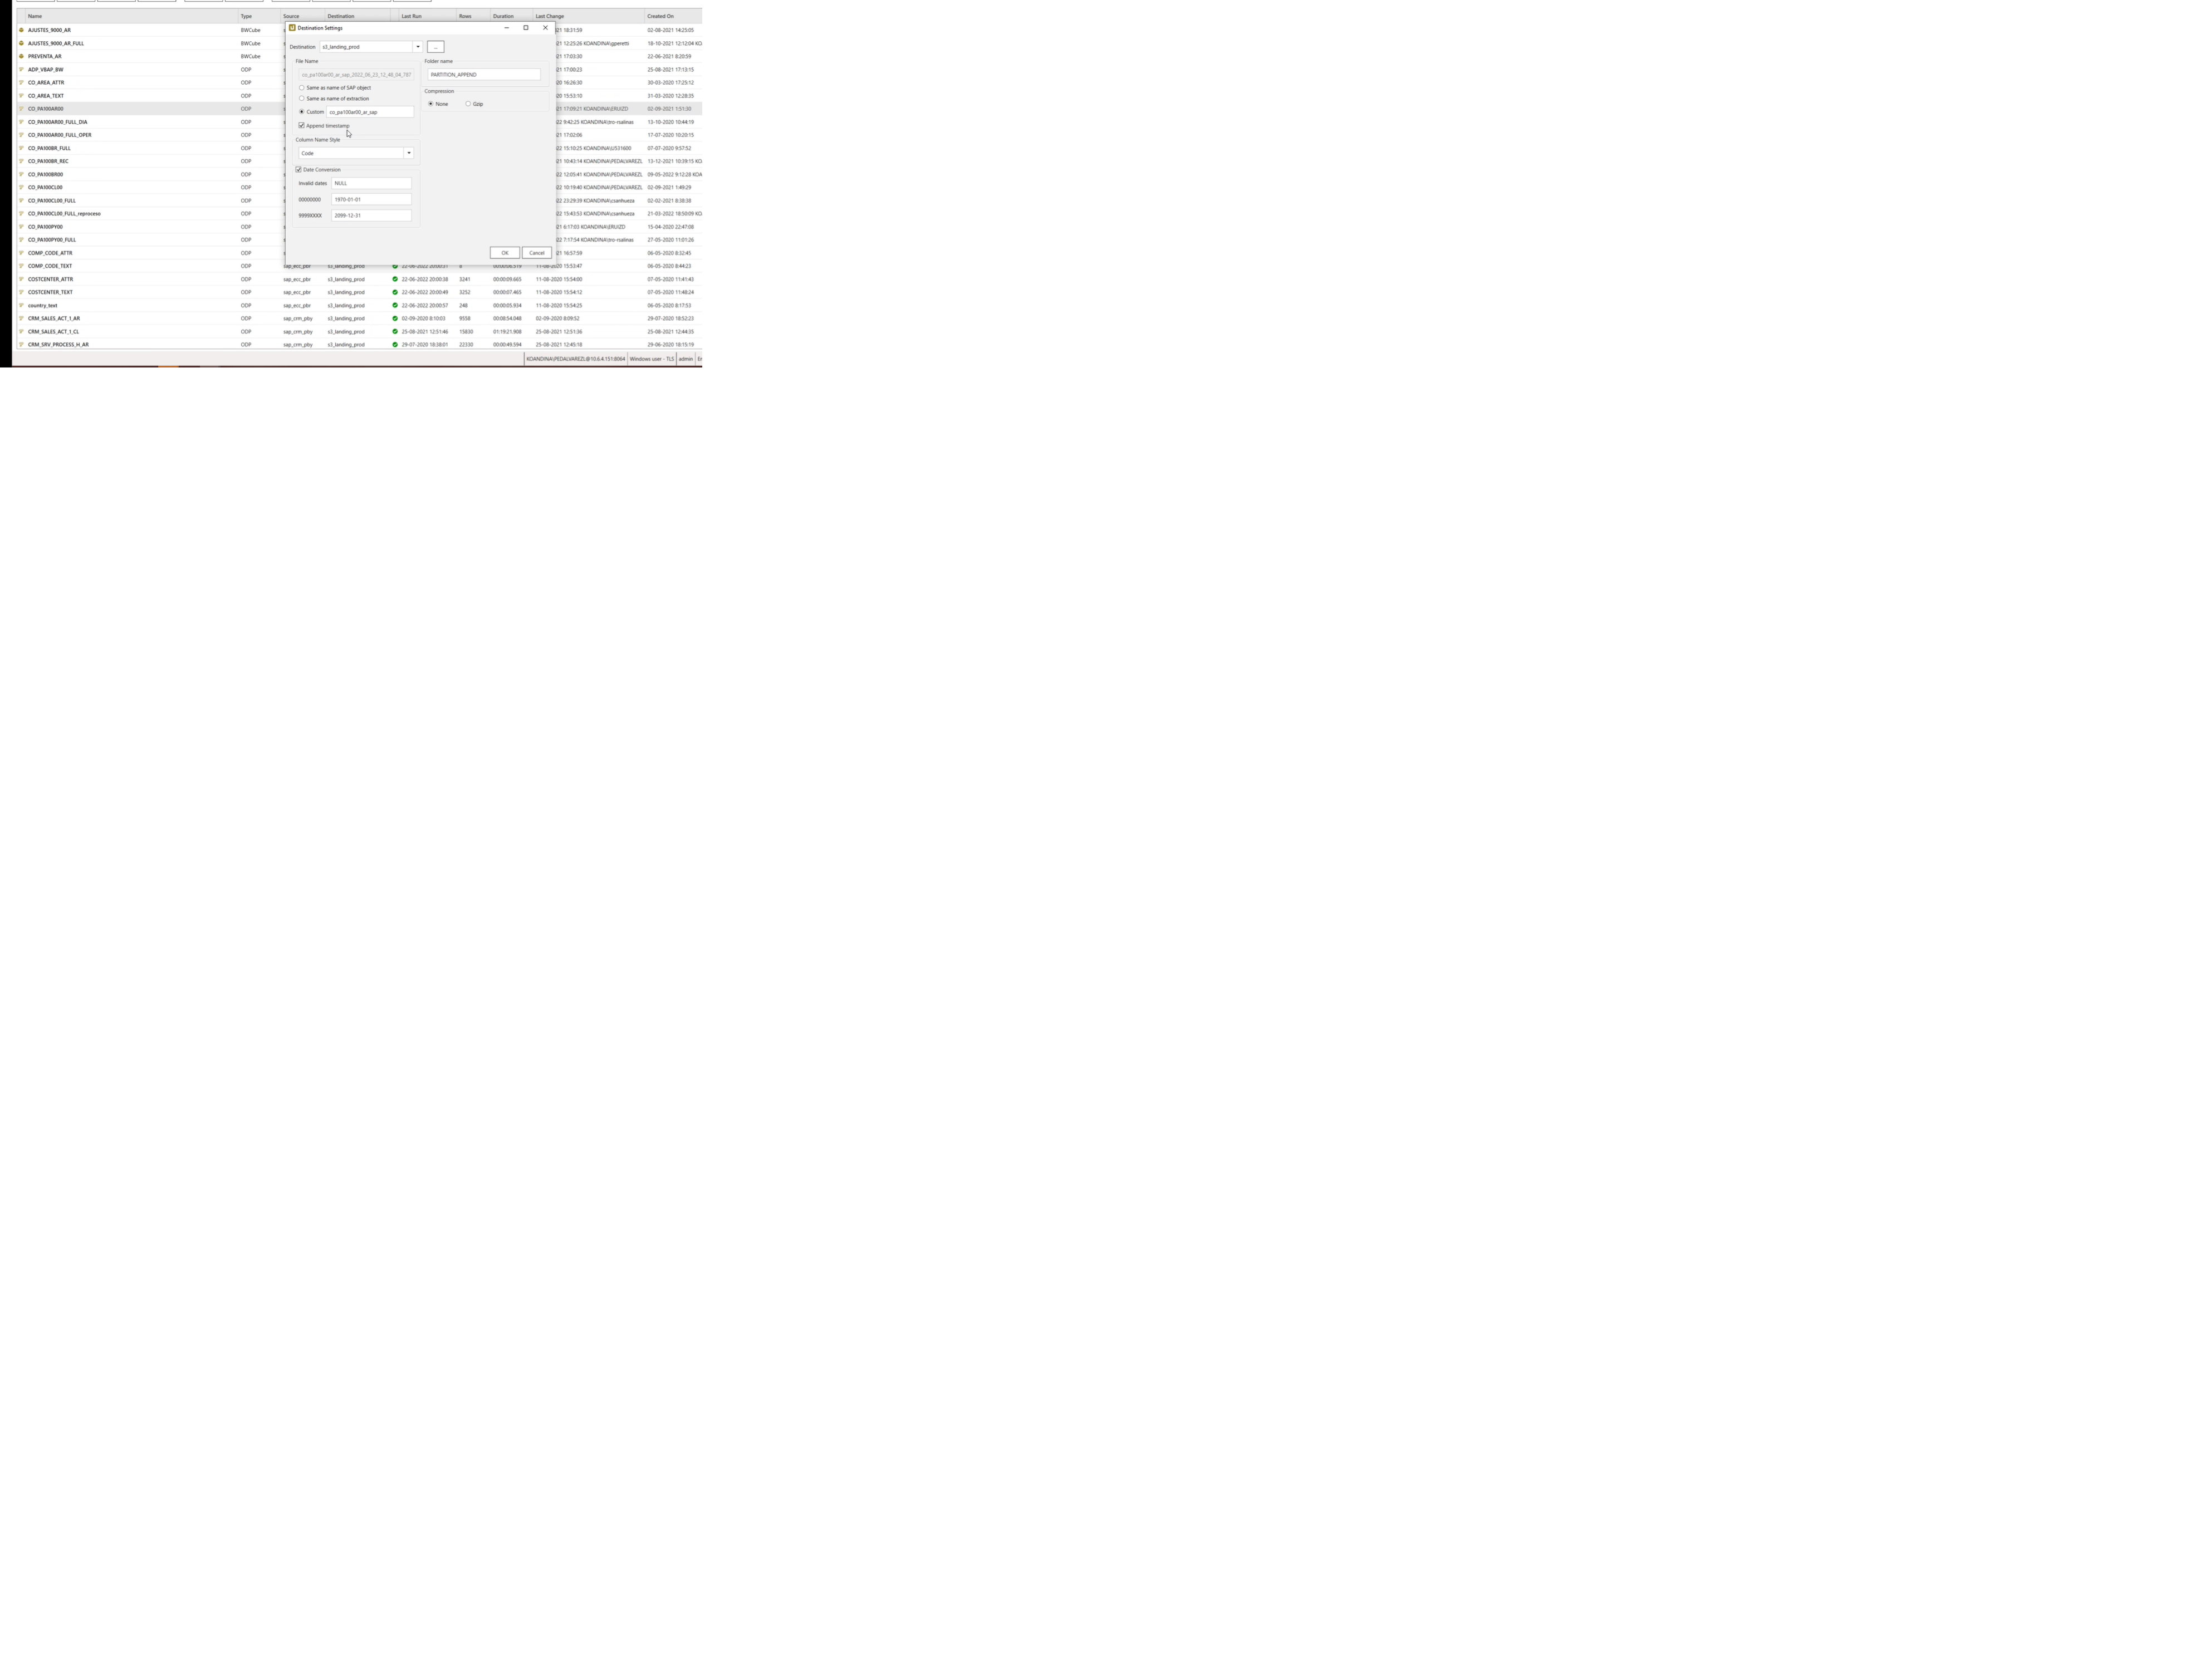 Name Type Source Destination Last Run Rows Duration Last Change Created On
Destination Settings
AJUSTES_9000_AR BWCube 21 18:31:59 02-08-2021 14:25:05
AJUSTES_9000_AR_FULL BWCube 21 12:25:26 KOANDINA\gperetti 18-10-2021 12:12:04 KO
Destination s3_landing_prod ...
PREVENTA_AR BWCube 21 17:03:30 22-06-2021 8:20:59
File Name Folder name
ADP_VBAP_BW ODP 21 17:00:23 25-08-2021 17:13:15
co_pa100ar00_ar_sap_2022_06_23_12_48_04_787 PARTITION_APPEND
CO_AREA_ATTR ODP 20 16:26:30 30-03-2020 17:25:12
Same as name of SAP object
Compression
CO_AREA_TEXT ODP 20 15:53:10 31-03-2020 12:28:35
Same as name of extraction
None Gzip
CO_PA100AR00 ODP 21 17:09:21 KOANDINA\ERUIZD 02-09-2021 1:51:30
Custom co_pa100ar00_ar_sap
CO_PA100AR00_FULL_DIA ODP 22 9:42:25 KOANDINA\tro-rsalinas 13-10-2020 10:44:19
Append timestamp
CO_PA100AR00_FULL_OPER ODP 21 17:02:06 17-07-2020 10:20:15
Column Name Style
CO_PA100BR_FULL ODP 22 15:10:25 KOANDINA\US31600 07-07-2020 9:57:52
Code
CO_PA100BR_REC ODP 21 10:43:14 KOANDINA\PEDALVAREZL 13-12-2021 10:39:15 KO
Date Conversion
CO_PA100BR00 ODP 22 12:05:41 KOANDINA\PEDALVAREZL 09-05-2022 9:12:28 KOA
Invalid dates NULL
CO_PA100CL00 ODP 22 10:19:40 KOANDINA\PEDALVAREZL 02-09-2021 1:49:29
00000000 1970-01-01
CO_PA100CL00_FULL ODP 22 23:29:39 KOANDINA\csanhueza 02-02-2021 8:38:38
CO_PA100CL00_FULL_reproceso ODP 22 15:43:53 KOANDINA\csanhueza 21-03-2022 18:50:09 KO
9999XXXX 2099-12-31
CO_PA100PY00 ODP 21 6:17:03 KOANDINA\ERUIZD 15-04-2020 22:47:08
CO_PA100PY00_FULL ODP 22 7:17:54 KOANDINA\tro-rsalinas 27-05-2020 11:01:26
COMP_CODE_ATTR ODP 21 16:57:59 06-05-2020 8:32:45
OK Cancel
COMP_CODE_TEXT ODP sap_ecc_pbr s3_landing_prod 22-06-2022 20:00:31 6 00:00:06.519 11-08-2020 15:53:47 06-05-2020 8:44:23
COSTCENTER_ATTR ODP sap_ecc_pbr s3_landing_prod 22-06-2022 20:00:38 3241 00:00:09.665 11-08-2020 15:54:00 07-05-2020 11:41:43
COSTCENTER_TEXT ODP sap_ecc_pbr s3_landing_prod 22-06-2022 20:00:49 3252 00:00:07.465 11-08-2020 15:54:12 07-05-2020 11:48:24
country_text ODP sap_ecc_pbr s3_landing_prod 22-06-2022 20:00:57 248 00:00:05.934 11-08-2020 15:54:25 06-05-2020 8:17:53
CRM_SALES_ACT_1_AR ODP sap_crm_pby s3_landing_prod 02-09-2020 8:10:03 9558 00:08:54.048 02-09-2020 8:09:52 29-07-2020 18:52:23
CRM_SALES_ACT_1_CL ODP sap_crm_pby s3_landing_prod 25-08-2021 12:51:46 15830 01:19:21.908 25-08-2021 12:51:36 25-08-2021 12:44:35
CRM_SRV_PROCESS_H_AR ODP sap_crm_pby s3_landing_prod 29-07-2020 18:38:01 22330 00:00:49.594 25-08-2021 12:45:18 29-06-2020 18:15:19
KOANDINA\PEDALVAREZL@10.6.4.151:8064 Windows user - TLS admin